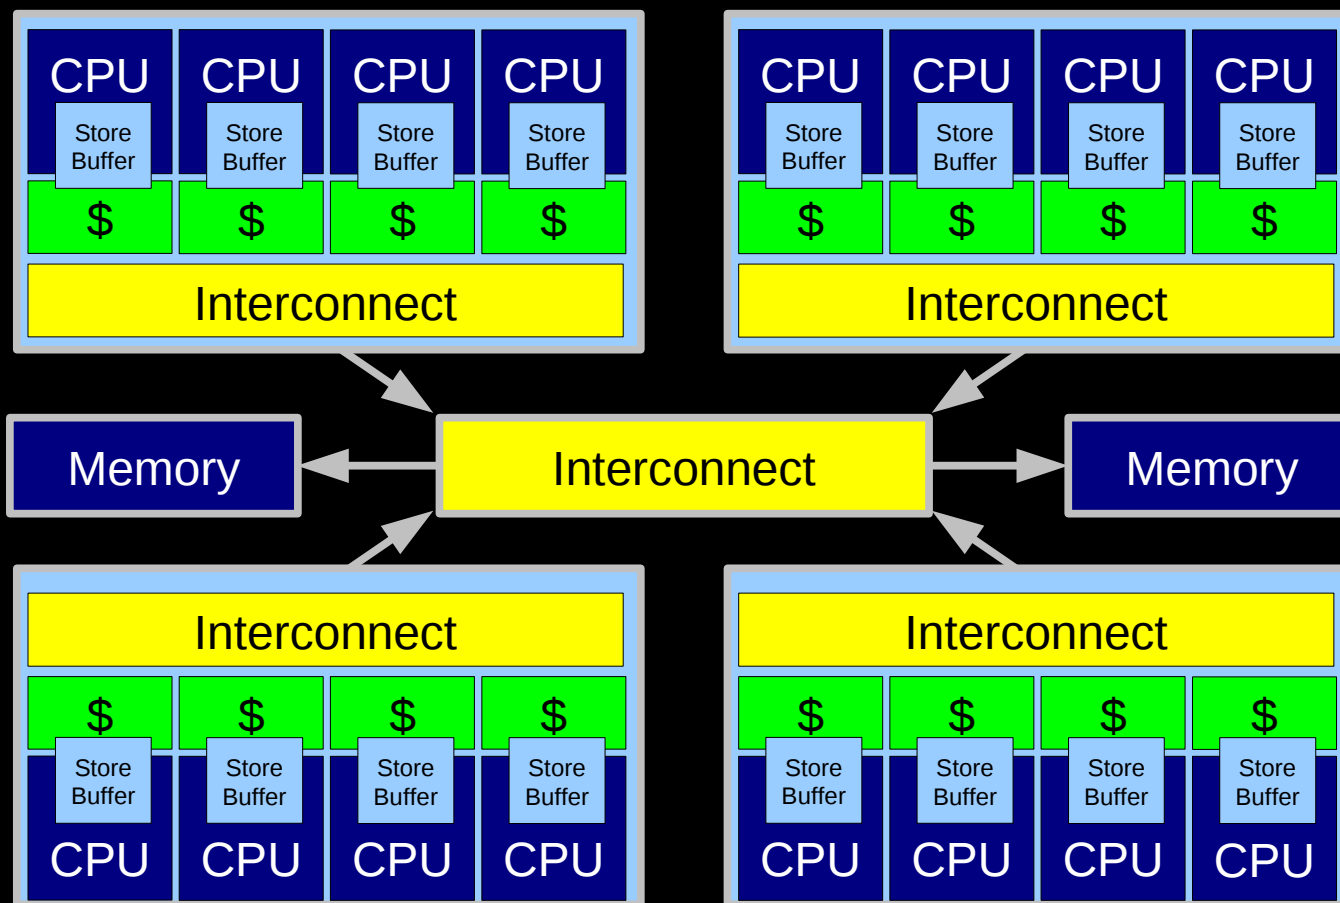 CPU CPU CPU CPU CPU CPU CPU CPU
Store Store Store Store Store Store Store Store
Buffer Buffer Buffer Buffer Buffer Buffer Buffer Buffer
$ $ $ $ $ $ $ $
Interconnect Interconnect
Memory Interconnect Memory
Interconnect Interconnect
$ $ $ $ $ $ $ $
Store Store Store Store Store Store Store Store
Buffer Buffer Buffer Buffer Buffer Buffer Buffer Buffer
CPU CPU CPU CPU CPU CPU CPU CPU